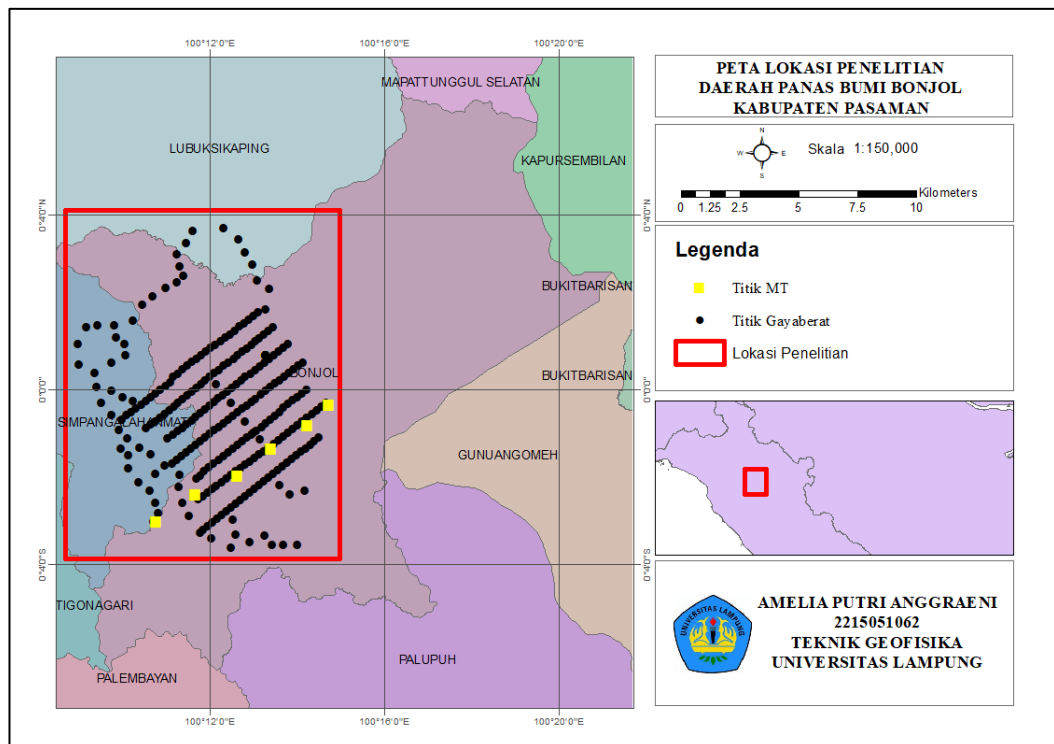 100°12'0"E
100°16'0"E
100°20'0"E
MAPATTUNGGUL SELATAN
LUBUKSIKAPING
KAPURSEMBILAN
0°4'0"N
0°4'0"N
BUKITBARISAN
BONJOL
BUKITBARISAN
0°0'0"
0°0'0"
SIMPANGALAHANMATI
GUNUANGOMEH
0°4'0"S
0°4'0"S
TIGONAGARI
PALUPUH
PALEMBAYAN
100°12'0"E
100°16'0"E
100°20'0"E
PETA LOKASI PENELITIAN
DAERAH PANAS BUMI BONJOL
KABUPATEN PASAMAN
N
W
E
S
Skala 1:150,000
Kilometers
0 1.25 2.5 5 7.5 10
Legenda
Titik MT
Titik Gayaberat
Lokasi Penelitian
UNIVERSITAS LAMPUNG
AMELIA PUTRI ANGGRAENI
2215051062
TEKNIK GEOFISIKA
UNIVERSITAS LAMPUNG